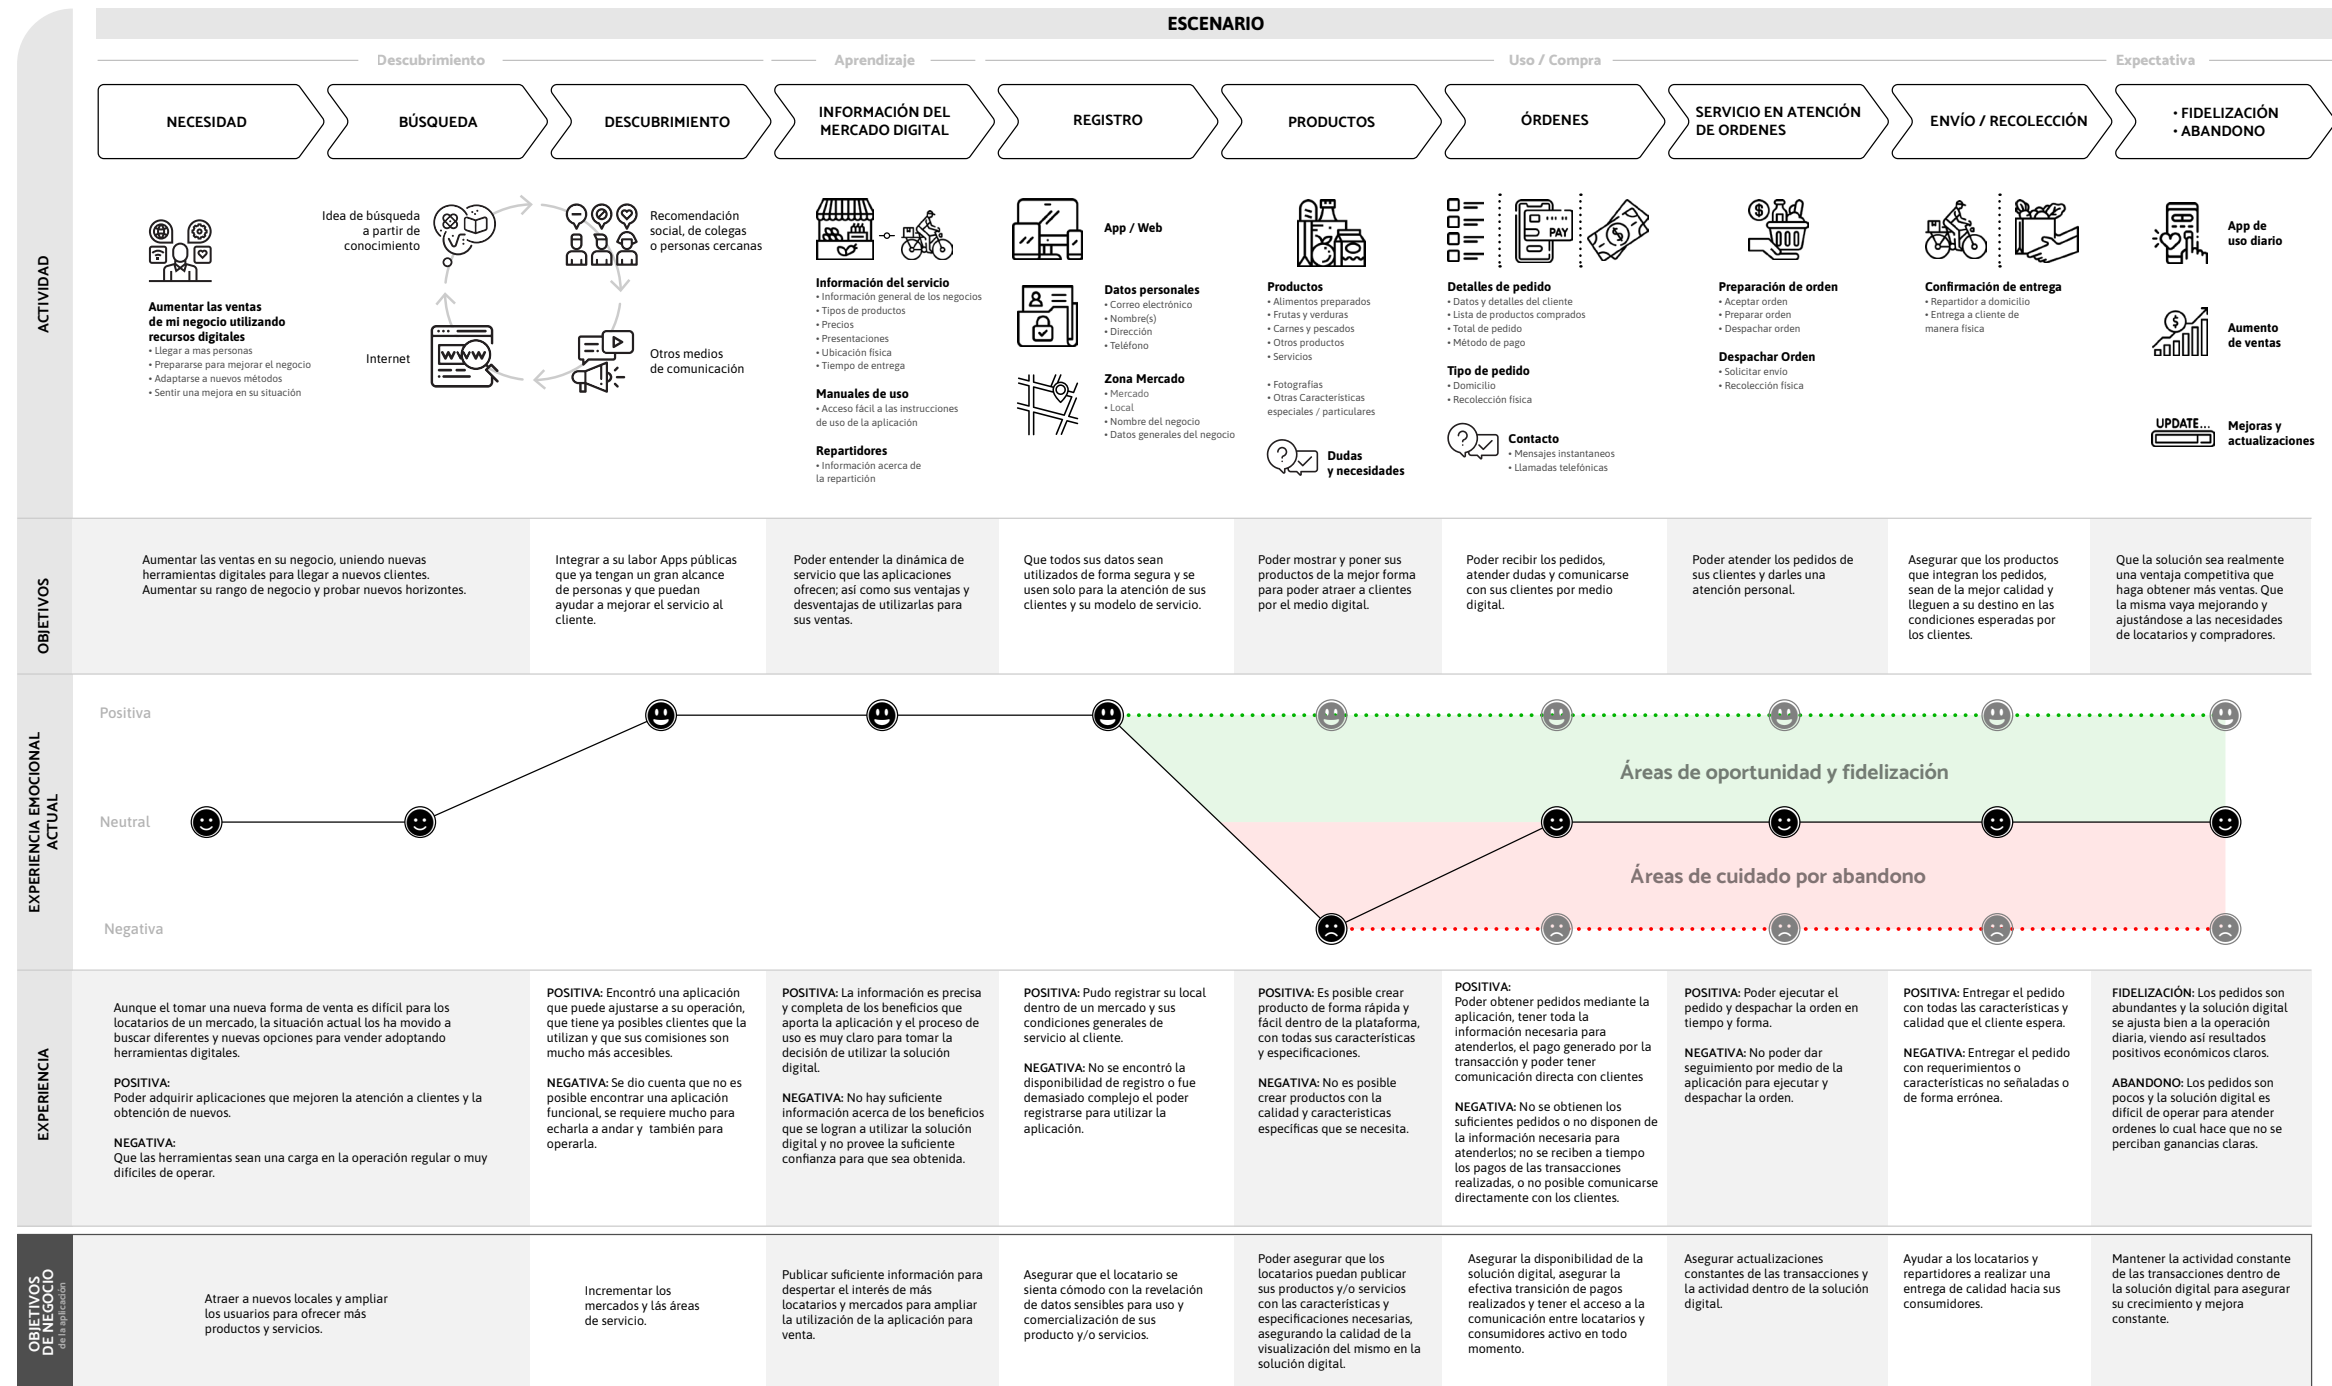 ESCENARIO
Descubrimiento
Aprendizaje
Uso / Compra
Expectativa
NECESIDAD
BÚSQUEDA
DESCUBRIMIENTO
INFORMACIÓN DEL
MERCADO DIGITAL
REGISTRO
PRODUCTOS
ÓRDENES
SERVICIO EN ATENCIÓN
DE ORDENES
ENVÍO / RECOLECCIÓN
• FIDELIZACIÓN
• ABANDONO
ACTIVIDAD
Aumentar las ventas
de mi negocio utilizando
recursos digitales
• Llegar a mas personas
• Prepararse para mejorar el negocio
• Adaptarse a nuevos métodos
• Sentir una mejora en su situación
Idea de búsqueda
a partir de
conocimiento
Recomendación
social, de colegas
o personas cercanas
Internet
WWW
Otros medios
de comunicación
Información del servicio
• Información general de los negocios
• Tipos de productos
• Precios
• Presentaciones
• Ubicación física
• Tiempo de entrega
Manuales de uso
• Acceso fácil a las instrucciones
de uso de la aplicación
Repartidores
• Información acerca de
la repartición
App / Web
Datos personales
• Correo electrónico
• Nombre(s)
• Dirección
• Teléfono
Zona Mercado
• Mercado
• Local
• Nombre del negocio
• Datos generales del negocio
Productos
• Alimentos preparados
• Frutas y verduras
• Carnes y pescados
• Otros productos
• Servicios
• Fotografías
• Otras Características
especiales / particulares
Dudas
y necesidades
PAY
Detalles de pedido
• Datos y detalles del cliente
• Lista de productos comprados
• Total de pedido
• Método de pago
Tipo de pedido
• Domicilio
• Recolección física
Contacto
• Mensajes instantaneos
• Llamadas telefónicas
Preparación de orden
• Aceptar orden
• Preparar orden
• Despachar orden
Despachar Orden
• Solicitar envío
• Recolección física
Confirmación de entrega
• Repartidor a domicilio
• Entrega a cliente de
manera física
App de
uso diario
Aumento
de ventas
UPDATE...
Mejoras y
actualizaciones
OBJETIVOS
Aumentar las ventas en su negocio, uniendo nuevas
herramientas digitales para llegar a nuevos clientes.
Aumentar su rango de negocio y probar nuevos horizontes.
Integrar a su labor Apps públicas
que ya tengan un gran alcance
de personas y que puedan
ayudar a mejorar el servicio al
cliente.
Poder entender la dinámica de
servicio que las aplicaciones
ofrecen; así como sus ventajas y
desventajas de utilizarlas para
sus ventas.
Que todos sus datos sean
utilizados de forma segura y se
usen solo para la atención de sus
clientes y su modelo de servicio.
Poder mostrar y poner sus
productos de la mejor forma
para poder atraer a clientes
por el medio digital.
Poder recibir los pedidos,
atender dudas y comunicarse
con sus clientes por medio
digital.
Poder atender los pedidos de
sus clientes y darles una
atención personal.
Asegurar que los productos
que integran los pedidos,
sean de la mejor calidad y
lleguen a su destino en las
condiciones esperadas por
los clientes.
Que la solución sea realmente
una ventaja competitiva que
haga obtener más ventas. Que
la misma vaya mejorando y
ajustándose a las necesidades
de locatarios y compradores.
EXPERIENCIA EMOCIONAL
ACTUAL
Positiva
Neutral
Negativa
Áreas de oportunidad y fidelización
Áreas de cuidado por abandono
EXPERIENCIA
Aunque el tomar una nueva forma de venta es difícil para los
locatarios de un mercado, la situación actual los ha movido a
buscar diferentes y nuevas opciones para vender adoptando
herramientas digitales.
POSITIVA:
Poder adquirir aplicaciones que mejoren la atención a clientes y la
obtención de nuevos.
NEGATIVA:
Que las herramientas sean una carga en la operación regular o muy
difíciles de operar.
POSITIVA: Encontró una aplicación
que puede ajustarse a su operación,
que tiene ya posibles clientes que la
utilizan y que sus comisiones son
mucho más accesibles.
NEGATIVA: Se dio cuenta que no es
posible encontrar una aplicación
funcional, se requiere mucho para
echarla a andar y  también para
operarla.
POSITIVA: La información es precisa
y completa de los beneficios que
aporta la aplicación y el proceso de
uso es muy claro para tomar la
decisión de utilizar la solución
digital.
NEGATIVA: No hay suficiente
información acerca de los beneficios
que se logran a utilizar la solución
digital y no provee la suficiente
confianza para que sea obtenida.
POSITIVA: Pudo registrar su local
dentro de un mercado y sus
condiciones generales de
servicio al cliente.
NEGATIVA: No se encontró la
disponibilidad de registro o fue
demasiado complejo el poder
registrarse para utilizar la
aplicación.
POSITIVA: Es posible crear
producto de forma rápida y
fácil dentro de la plataforma,
con todas sus características
y especificaciones.
NEGATIVA: No es posible
crear productos con la
calidad y características
específicas que se necesita.
POSITIVA:
Poder obtener pedidos mediante la
aplicación, tener toda la
información necesaria para
atenderlos, el pago generado por la
transacción y poder tener
comunicación directa con clientes
NEGATIVA: No se obtienen los
suficientes pedidos o no disponen de
la información necesaria para
atenderlos; no se reciben a tiempo
los pagos de las transacciones
realizadas, o no posible comunicarse
directamente con los clientes.
POSITIVA: Poder ejecutar el
pedido y despachar la orden en
tiempo y forma.
NEGATIVA: No poder dar
seguimiento por medio de la
aplicación para ejecutar y
despachar la orden.
POSITIVA: Entregar el pedido
con todas las características y
calidad que el cliente espera.
NEGATIVA: Entregar el pedido
con requerimientos o
características no señaladas o
de forma errónea.
FIDELIZACIÓN: Los pedidos son
abundantes y la solución digital
se ajusta bien a la operación
diaria, viendo así resultados
positivos económicos claros.
ABANDONO: Los pedidos son
pocos y la solución digital es
difícil de operar para atender
ordenes lo cual hace que no se
perciban ganancias claras.
OBJETIVOS
DE NEGOCIO
de la aplicación
Atraer a nuevos locales y ampliar
los usuarios para ofrecer más
productos y servicios.
Incrementar los
mercados y lás áreas
de servicio.
Publicar suficiente información para
despertar el interés de más
locatarios y mercados para ampliar
la utilización de la aplicación para
venta.
Asegurar que el locatario se
sienta cómodo con la revelación
de datos sensibles para uso y
comercialización de sus
producto y/o servicios.
Poder asegurar que los
locatarios puedan publicar
sus productos y/o servicios
con las características y
especificaciones necesarias,
asegurando la calidad de la
visualización del mismo en la
solución digital.
Asegurar la disponibilidad de la
solución digital, asegurar la
efectiva transición de pagos
realizados y tener el acceso a la
comunicación entre locatarios y
consumidores activo en todo
momento.
Asegurar actualizaciones
constantes de las transacciones y
la actividad dentro de la solución
digital.
Ayudar a los locatarios y
repartidores a realizar una
entrega de calidad hacia sus
consumidores.
Mantener la actividad constante
de las transacciones dentro de
la solución digital para asegurar
su crecimiento y mejora
constante.